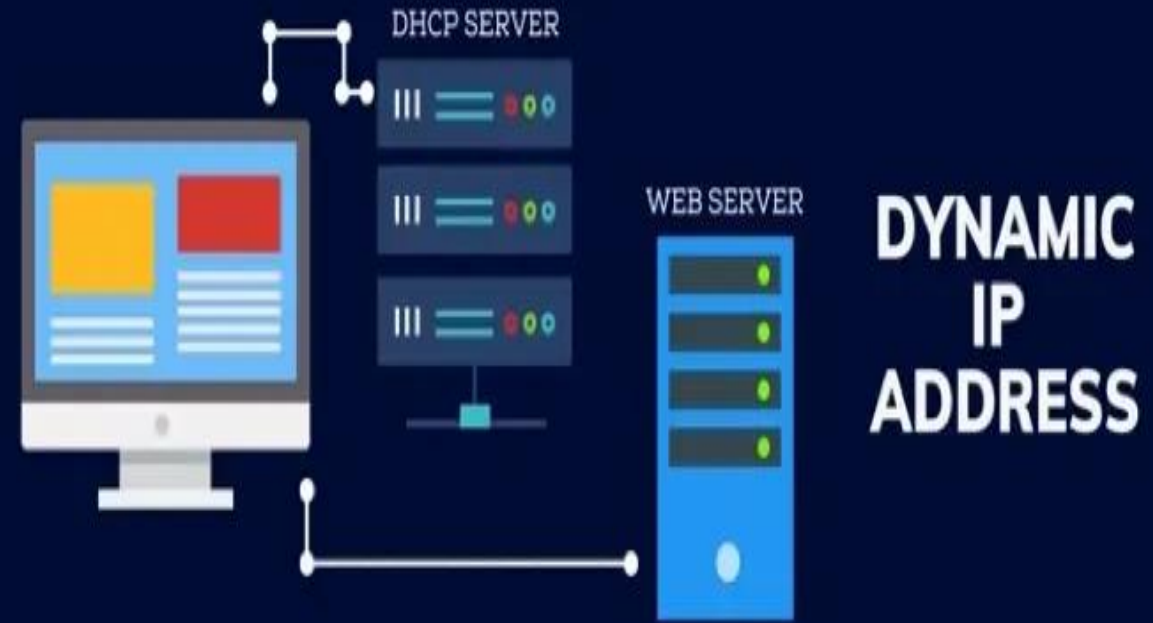 DHCP SERVER
WEB SERVER
DYNAMIC
IP
ADDRESS